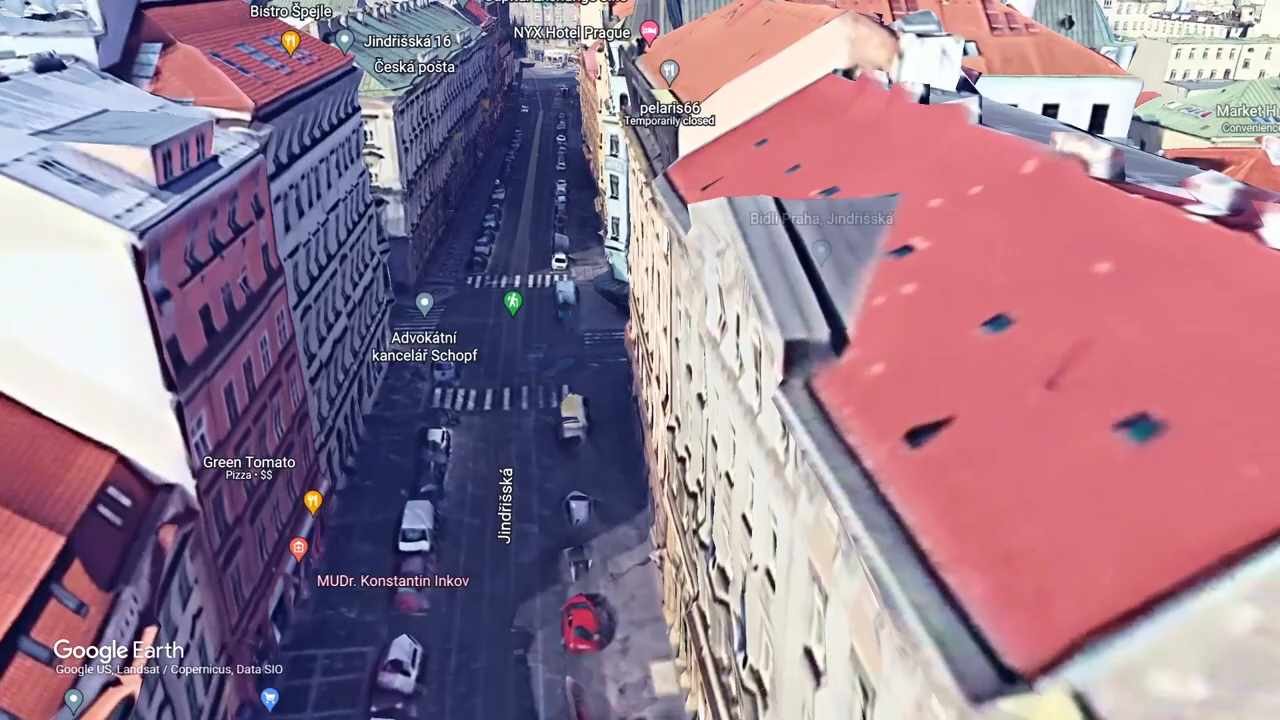 Bistro Špejle
Jindřišská 16
Česká pošta
NYX Hotel Prague
pelaris66
Temporarily closed
Market H
Convenienc
Bidli Praha, Jindřišská
Advokátní
kancelář Schopf
Green Tomato
Pizza • $$
Jindřišská
MUDr. Konstantin Inkov
Google Earth
Google US, Landsat / Copernicus, Data SIO